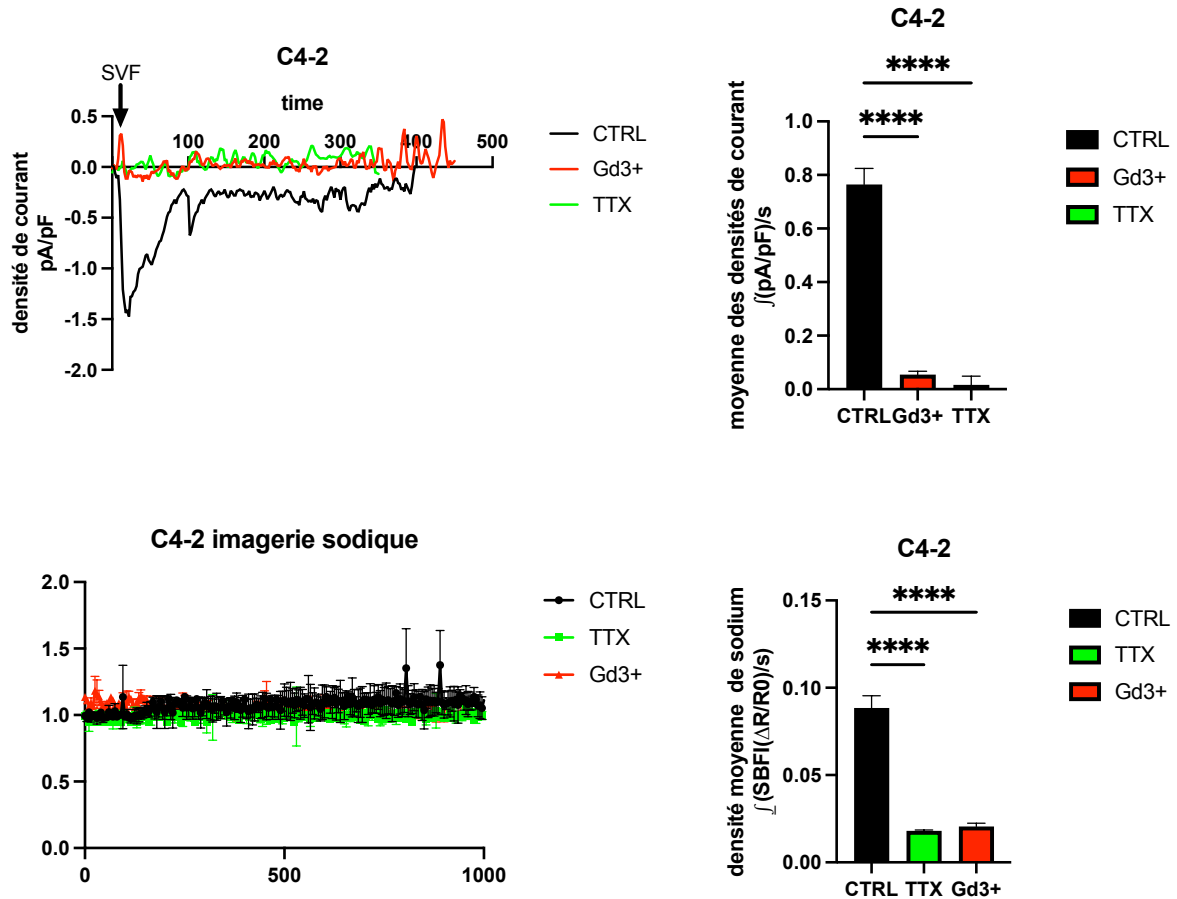 C4-2
SVF
time
0.5
0.0
-0.5
-1.0
-1.5
-2.0
100
200
300
400
500
densité de courant
pA/pF
CTRL
Gd3+
TTX
C4-2
****
****
1.0
0.8
0.6
0.4
0.2
0.0
moyenne des densités de courant
∫(pA/pF)/s
CTRL
Gd3+
TTX
CTRL
Gd3+
TTX
C4-2 imagerie sodique
2.0
1.5
1.0
0.5
0.0
0
500
1000
CTRL
TTX
Gd3+
C4-2
****
****
0.15
0.10
0.05
0.00
densité moyenne de sodium
∫(SBFI(ΔR/R0)/s)
CTRL
TTX
Gd3+
CTRL
TTX
Gd3+